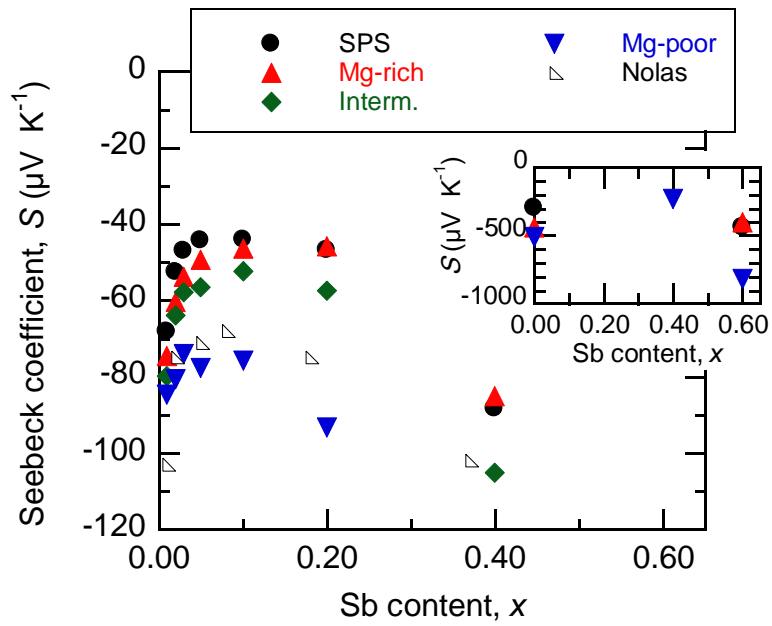 SPS
Mg-poor
Mg-rich
Nolas
Interm.
Seebeck coefficient, S (µV K⁻¹)
0
-20
-40
-60
-80
-100
-120
0.00
0.20
0.40
0.60
Sb content, x
S (µV K⁻¹)
0
-500
-1000
0.00
0.20
0.40
0.60
Sb content, x